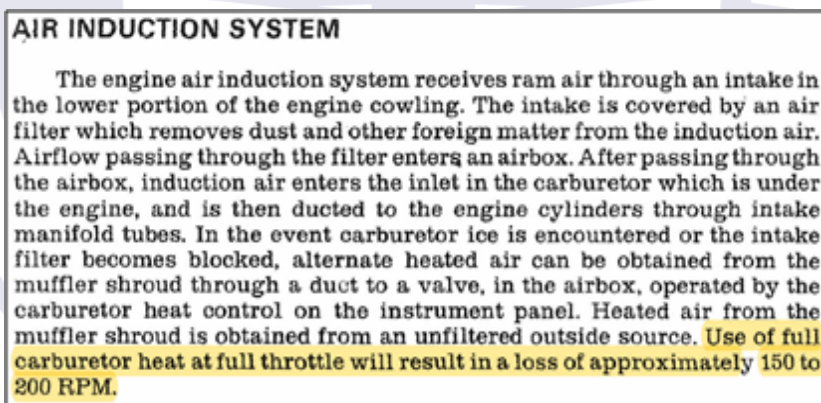 AIR INDUCTION SYSTEM
The engine air induction system receives ram air through an intake in
the lower portion of the engine cowling. The intake is covered by an air
filter which removes dust and other foreign matter from the induction air.
Airflow passing through the filter enters an airbox. After passing through
the airbox, induction air enters the inlet in the carburetor which is under
the engine, and is then ducted to the engine cylinders through intake
manifold tubes. In the event carburetor ice is encountered or the intake
filter becomes blocked, alternate heated air can be obtained from the
muffler shroud through a duct to a valve, in the airbox, operated by the
carburetor heat control on the instrument panel. Heated air from the
muffler shroud is obtained from an unfiltered outside source. Use of full
carburetor heat at full throttle will result in a loss of approximately 150 to
200 RPM.